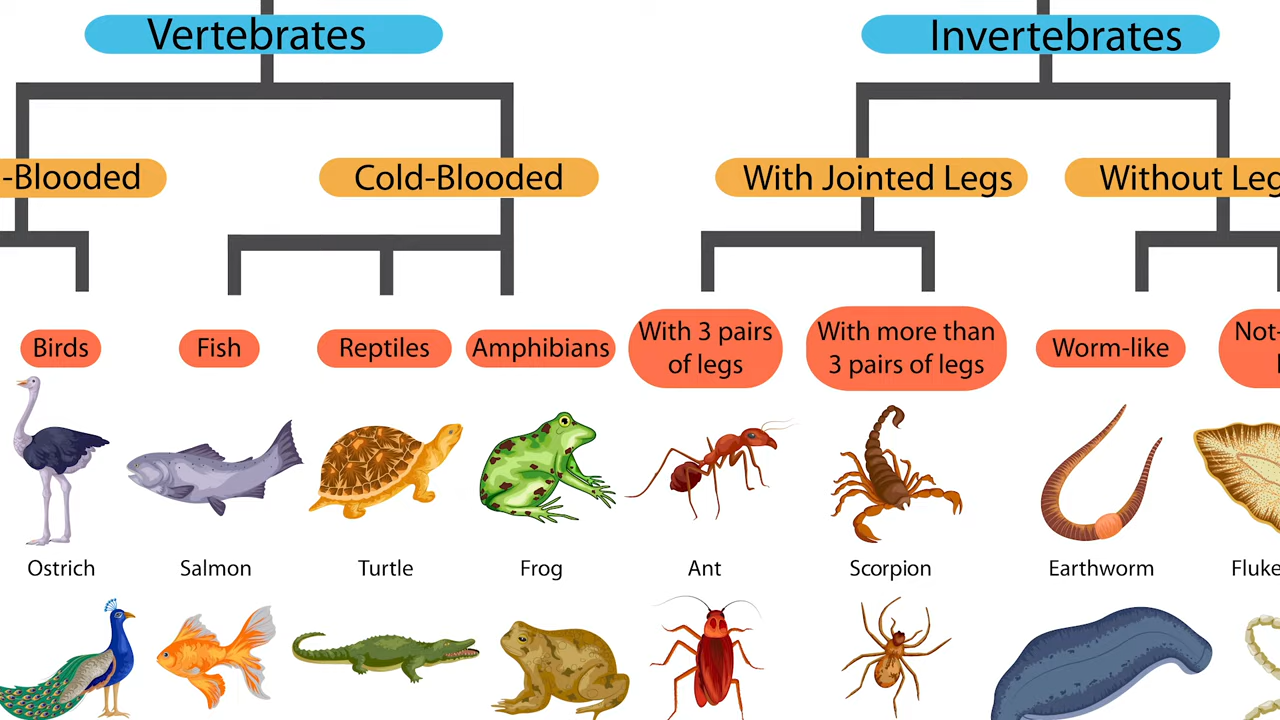 Vertebrates
Invertebrates
-Blooded
Cold-Blooded
With Jointed Legs
Without Leg
Birds
Fish
Reptiles
Amphibians
With 3 pairs
of legs
With more than
3 pairs of legs
Worm-like
Not-
Ostrich
Salmon
Turtle
Frog
Ant
Scorpion
Earthworm
Fluke